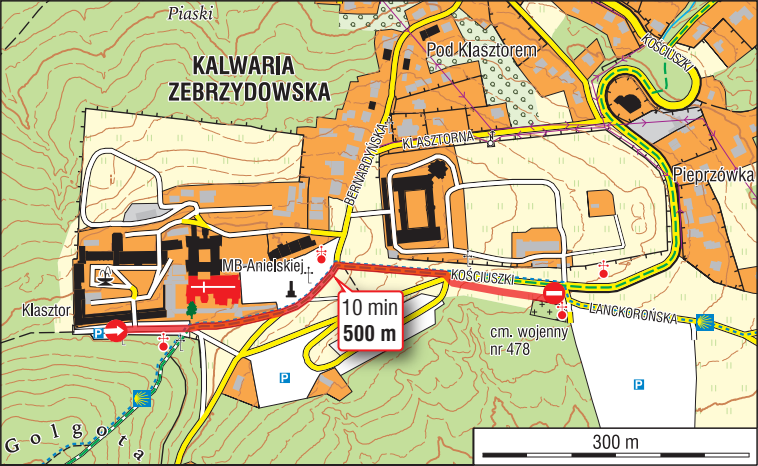 Piaski
KOŚCIUSZKI
Pod Klasztorem
KALWARIA
ZEBRZYDOWSKA
BERNARDYŃSKA
KLASZTORNA
Pieprzówka
MB Anielskiej
KOŚCIUSZKI
Klasztor
P
10 min
500 m
LANCKOROŃSKA
cm. wojenny
nr 478
P
P
Golgota
300 m